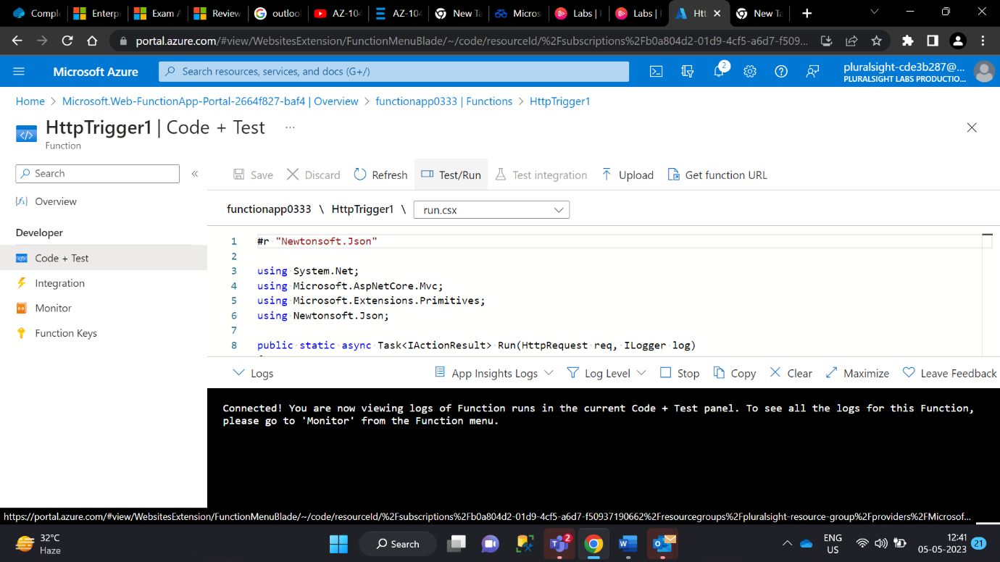 Comple
Enterp
Exam A
Review
outloo
AZ-104
AZ-104
New Ta
Micros
Labs |
Labs |
Htt
New Ta
portal.azure.com/#view/WebsitesExtension/FunctionMenuBlade/~/code/resourceId/%2Fsubscriptions%2Fb0a804d2-01d9-4cf5-a6d7-f509...
Microsoft Azure
Search resources, services, and docs (G+/)
2
pluralsight-cde3b287@...
PLURALSIGHT LABS PRODUCTIO...
Home > Microsoft.Web-FunctionApp-Portal-2664f827-baf4 | Overview > functionapp0333 | Functions > HttpTrigger1
HttpTrigger1 | Code + Test ...
Function
Search
«
Save
Discard
Refresh
Test/Run
Test integration
Upload
Get function URL
Overview
Developer
Code + Test
Integration
Monitor
Function Keys
functionapp0333 \ HttpTrigger1 \ run.csx
1 #r "Newtonsoft.Json"
2
3 using System.Net;
4 using Microsoft.AspNetCore.Mvc;
5 using Microsoft.Extensions.Primitives;
6 using Newtonsoft.Json;
7
8 public static async Task<IActionResult> Run(HttpRequest req, ILogger log)
Logs
App Insights Logs
Log Level
Stop
Copy
Clear
Maximize
Leave Feedback
Connected! You are now viewing logs of Function runs in the current Code + Test panel. To see all the logs for this Function,
please go to 'Monitor' from the Function menu.
https://portal.azure.com/#view/WebsitesExtension/FunctionMenuBlade/~/code/resourceId/%2Fsubscriptions%2Fb0a804d2-01d9-4cf5-a6d7-f50937190662%2Fresourcegroups%2Fpluralsight-resource-group%2Fproviders%2FMicrosof...
32°C
Haze
Search
2
ENG
US
12:41
05-05-2023
21